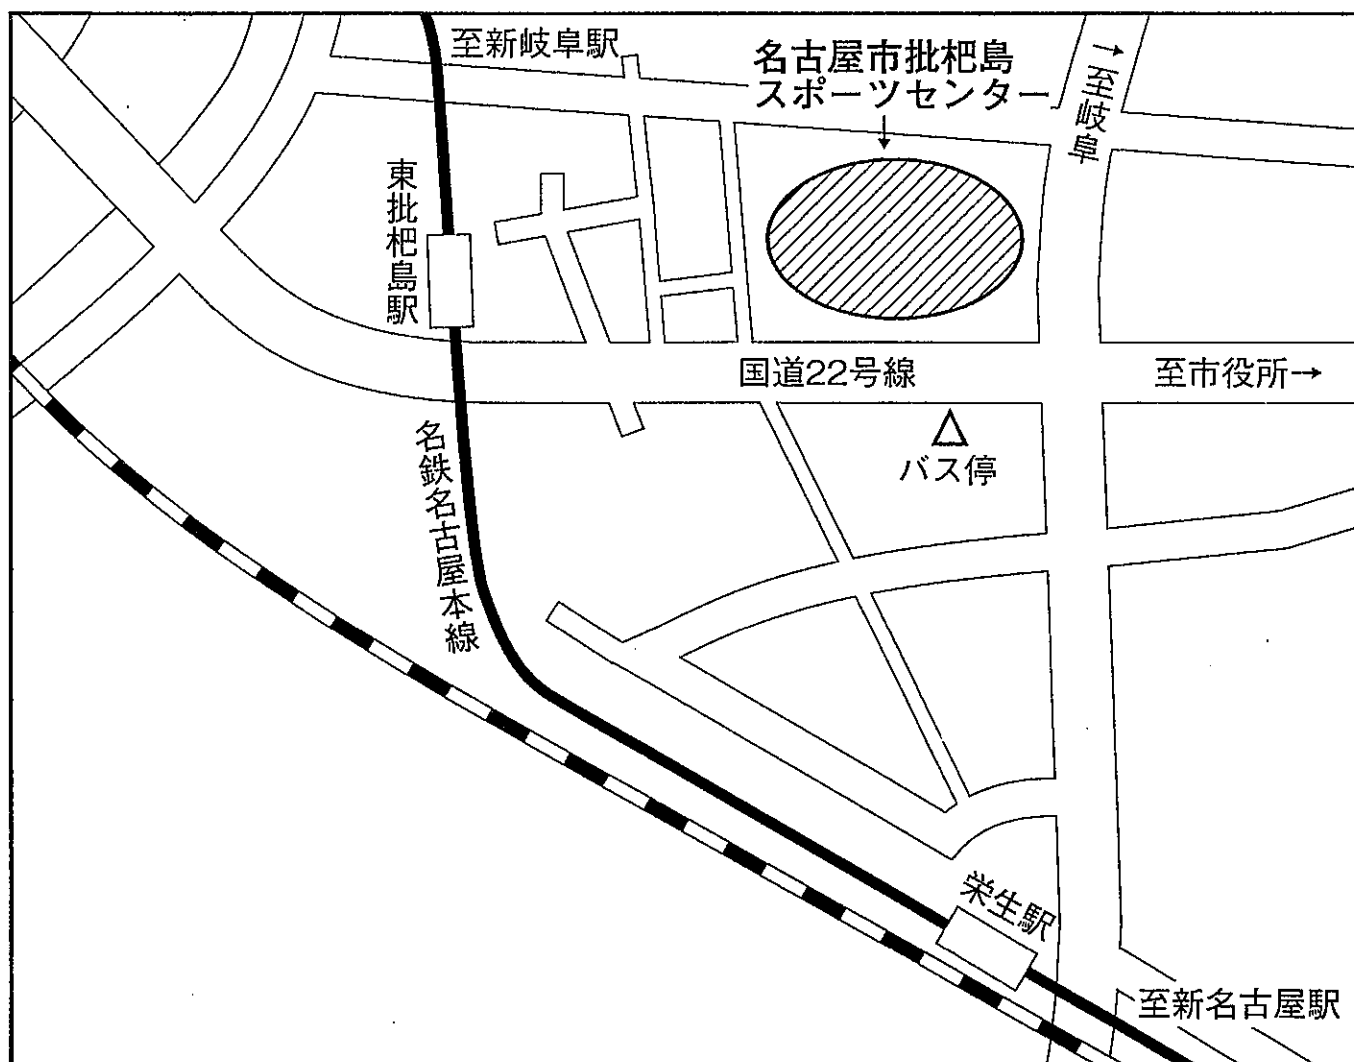 至新岐阜駅
名古屋市批杷島
スポーツセンター
→至岐阜
東批杷島駅
国道22号線
至市役所→
バス停
名鉄名古屋本線
栄生駅
至新名古屋駅